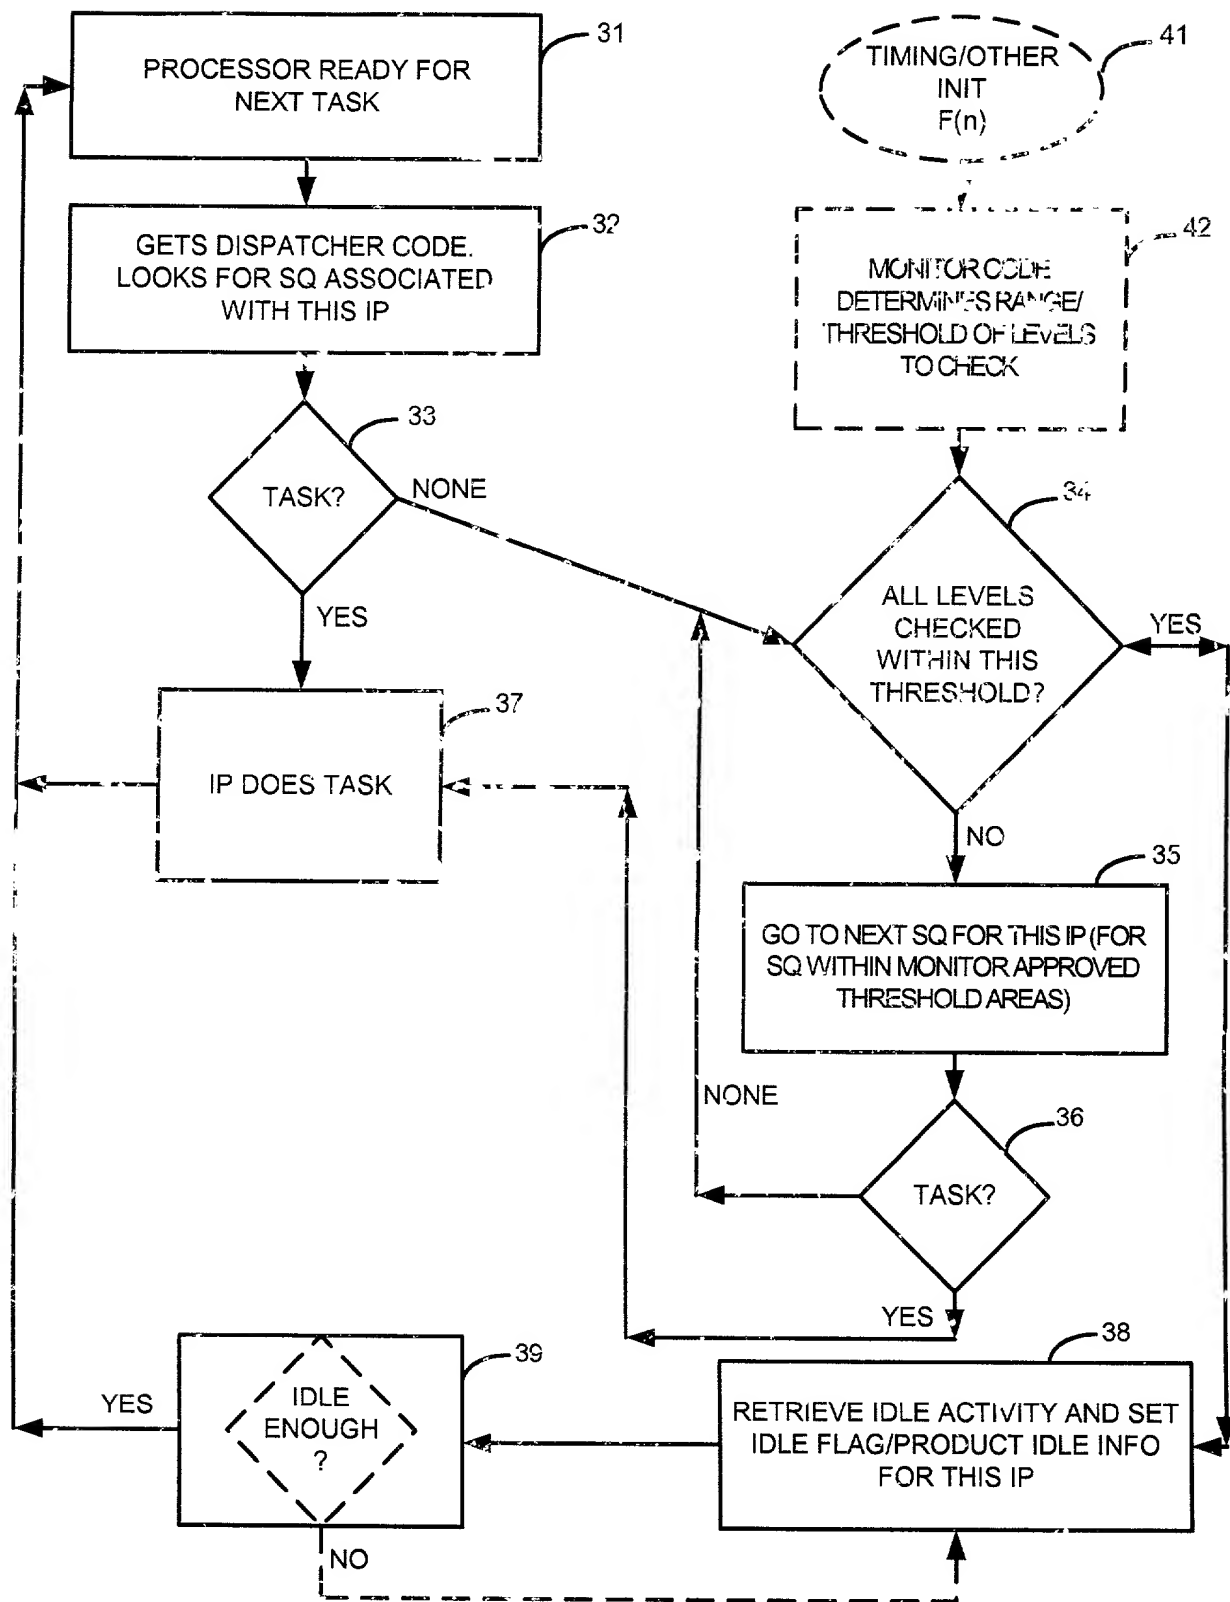 31
PROCESSOR READY FOR
NEXT TASK
41
TIMING/OTHER
INIT
F(n)
32
GETS DISPATCHER CODE.
LOOKS FOR SQ ASSOCIATED
WITH THIS IP
42
MONITOR CODE
DETERMINES RANGE/
THRESHOLD OF LEVELS
TO CHECK
33
TASK?
NONE
YES
34
ALL LEVELS
CHECKED
WITHIN THIS
THRESHOLD?
YES
NO
37
IP DOES TASK
35
GO TO NEXT SQ FOR THIS IP (FOR
SQ WITHIN MONITOR APPROVED
THRESHOLD AREAS)
NONE
36
TASK?
YES
38
RETRIEVE IDLE ACTIVITY AND SET
IDLE FLAG/PRODUCT IDLE INFO
FOR THIS IP
39
IDLE
ENOUGH
?
YES
NO